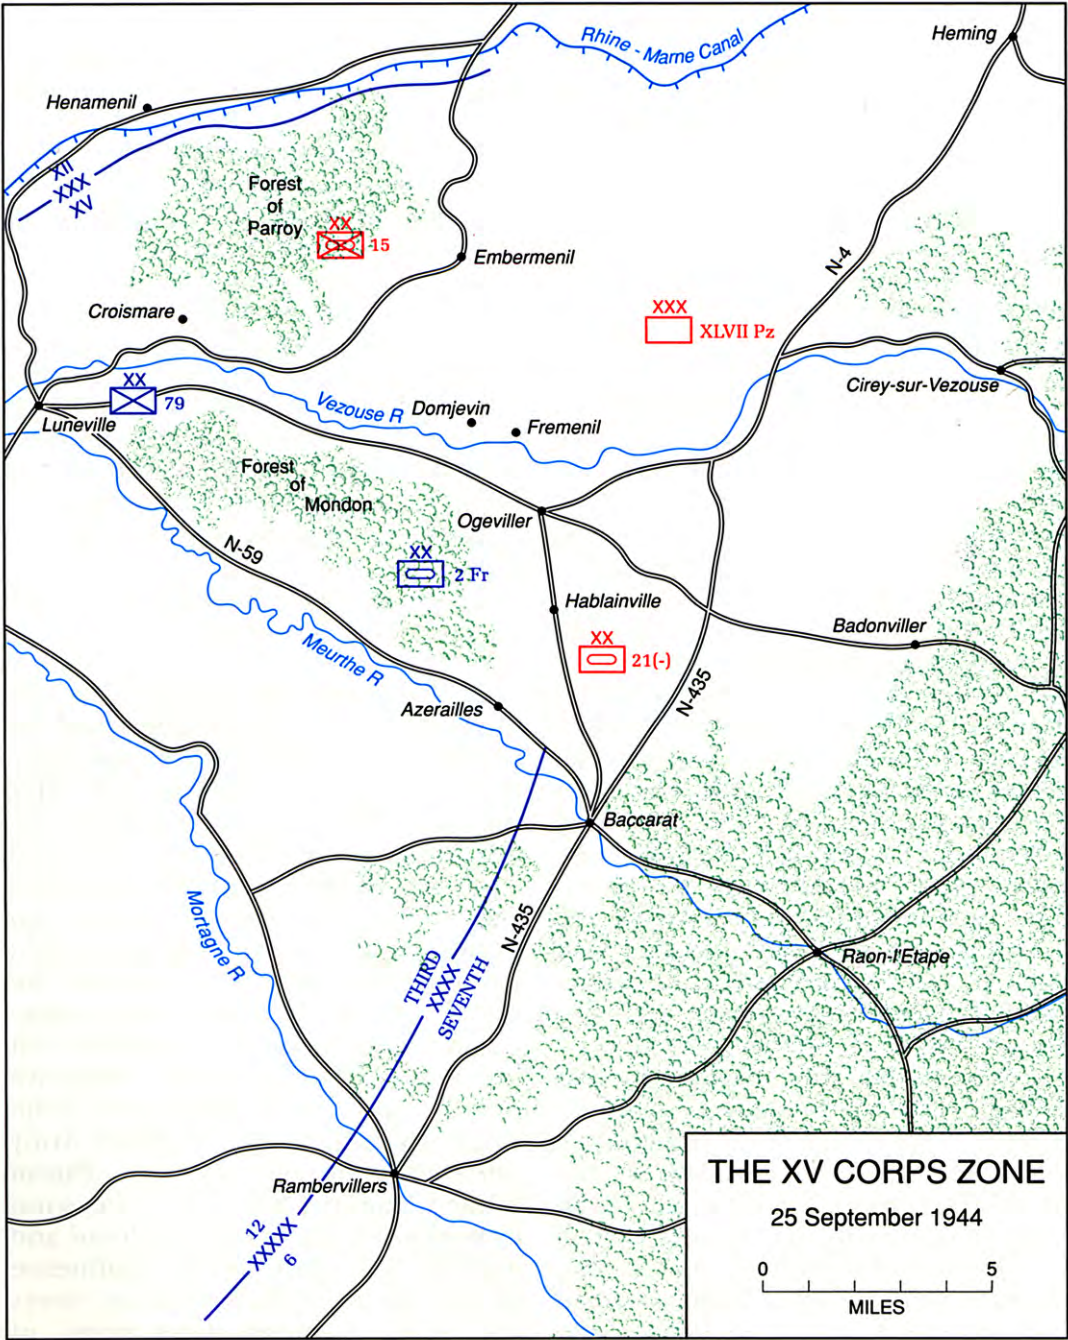 Rhine - Marne Canal
Heming
Henamenil
XII
XXX
XV
Forest
of
Parroy
XX
15
Embermenil
N-4
Croismare
XXX
XLVII Pz
Cirey-sur-Vezouse
XX
79
Vezouse R
Domjevin
Fremenil
Luneville
Forest
of
Mondon
Ogeviller
N-59
XX
2 Fr
Hablainville
Badonviller
XX
21(-)
Meurthe R
N-435
Azerailles
Baccarat
Mortagne R
N-435
Raon-l'Etape
THIRD
XXXX
SEVENTH
Rambervillers
12
XXXXX
6
THE XV CORPS ZONE
25 September 1944
0 5
MILES